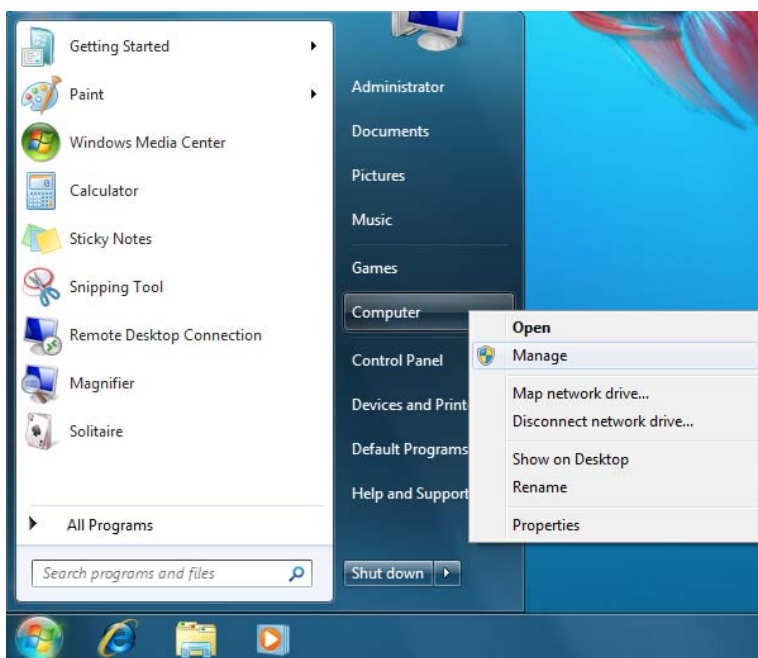 Getting Started
Paint
Windows Media Center
Calculator
Sticky Notes
Snipping Tool
Remote Desktop Connection
Magnifier
Solitaire
All Programs
Search programs and files
Administrator
Documents
Pictures
Music
Games
Computer
Control Panel
Devices and Print
Default Programs
Help and Support
Shut down
Open
Manage
Map network drive...
Disconnect network drive...
Show on Desktop
Rename
Properties